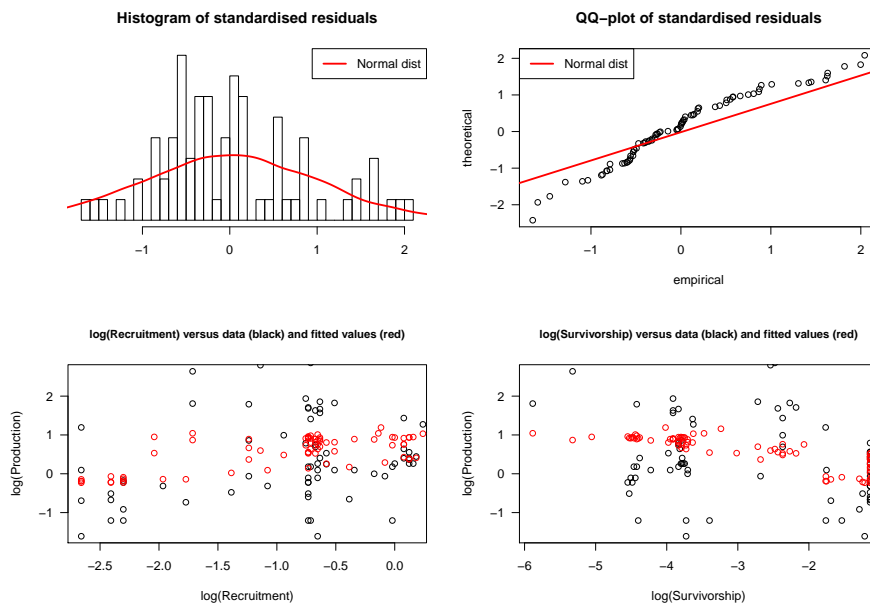 Histogram of standardised residuals
Normal dist
−1 0 1 2
QQ−plot of standardised residuals
Normal dist
theoretical
2
1
0
−1
−2
−1 0 1 2
empirical
log(Recruitment) versus data (black) and fitted values (red)
log(Production)
2
1
0
−1
−2.5 −2.0 −1.5 −1.0 −0.5 0.0
log(Recruitment)
log(Survivorship) versus data (black) and fitted values (red)
log(Production)
2
1
0
−1
−6 −5 −4 −3 −2
log(Survivorship)